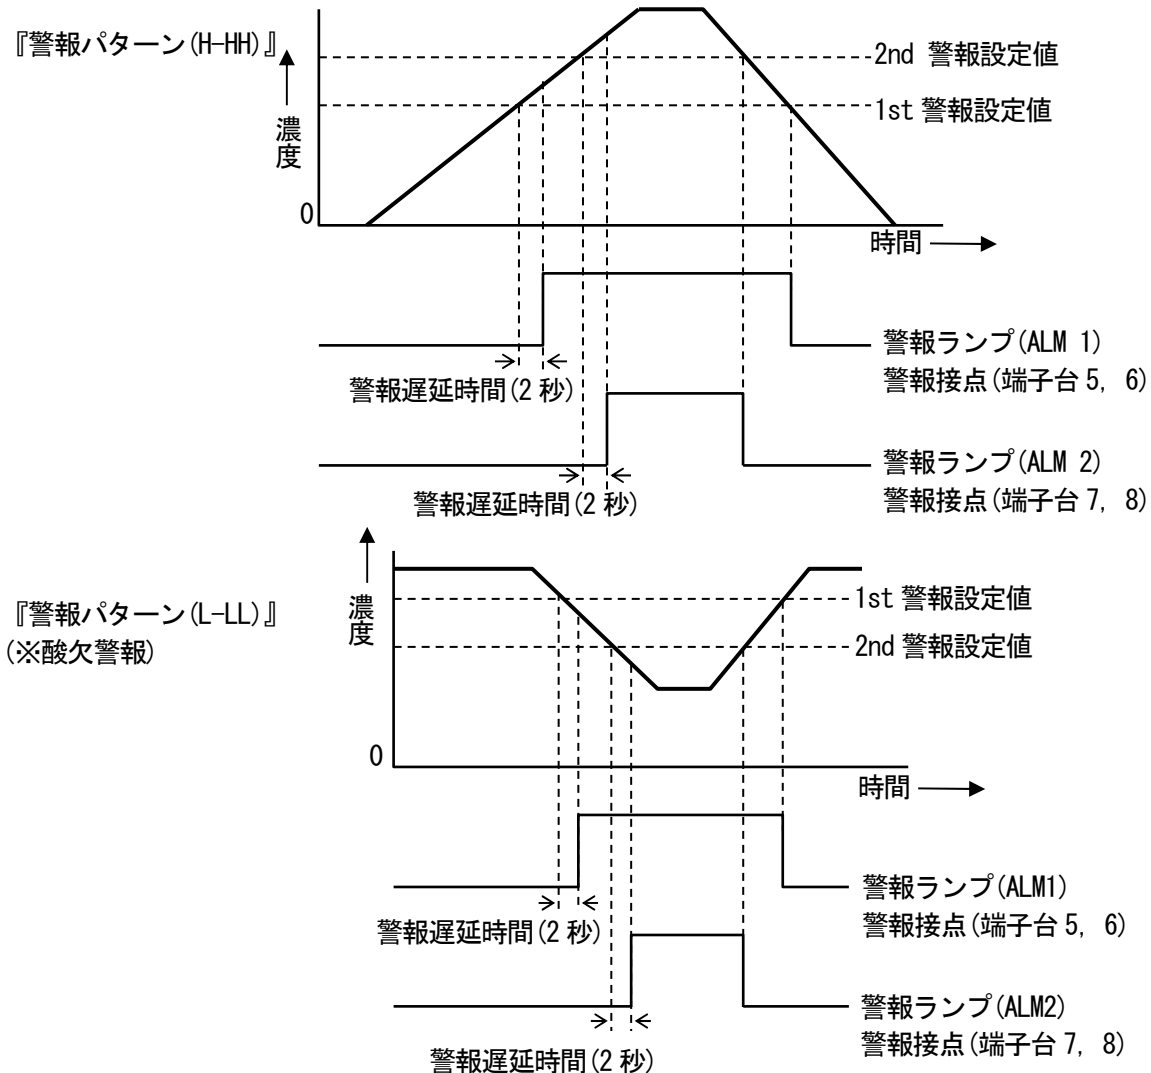 『警報パターン(H-HH)』
濃度
2nd 警報設定値
1st 警報設定値
0
時間
警報ランプ(ALM 1)
警報接点(端子台 5, 6)
警報遅延時間(2 秒)
警報ランプ(ALM 2)
警報接点(端子台 7, 8)
警報遅延時間(2 秒)
『警報パターン(L-LL)』
(※酸欠警報)
濃度
1st 警報設定値
2nd 警報設定値
0
時間
警報ランプ(ALM1)
警報接点(端子台 5, 6)
警報遅延時間(2 秒)
警報ランプ(ALM2)
警報接点(端子台 7, 8)
警報遅延時間(2 秒)